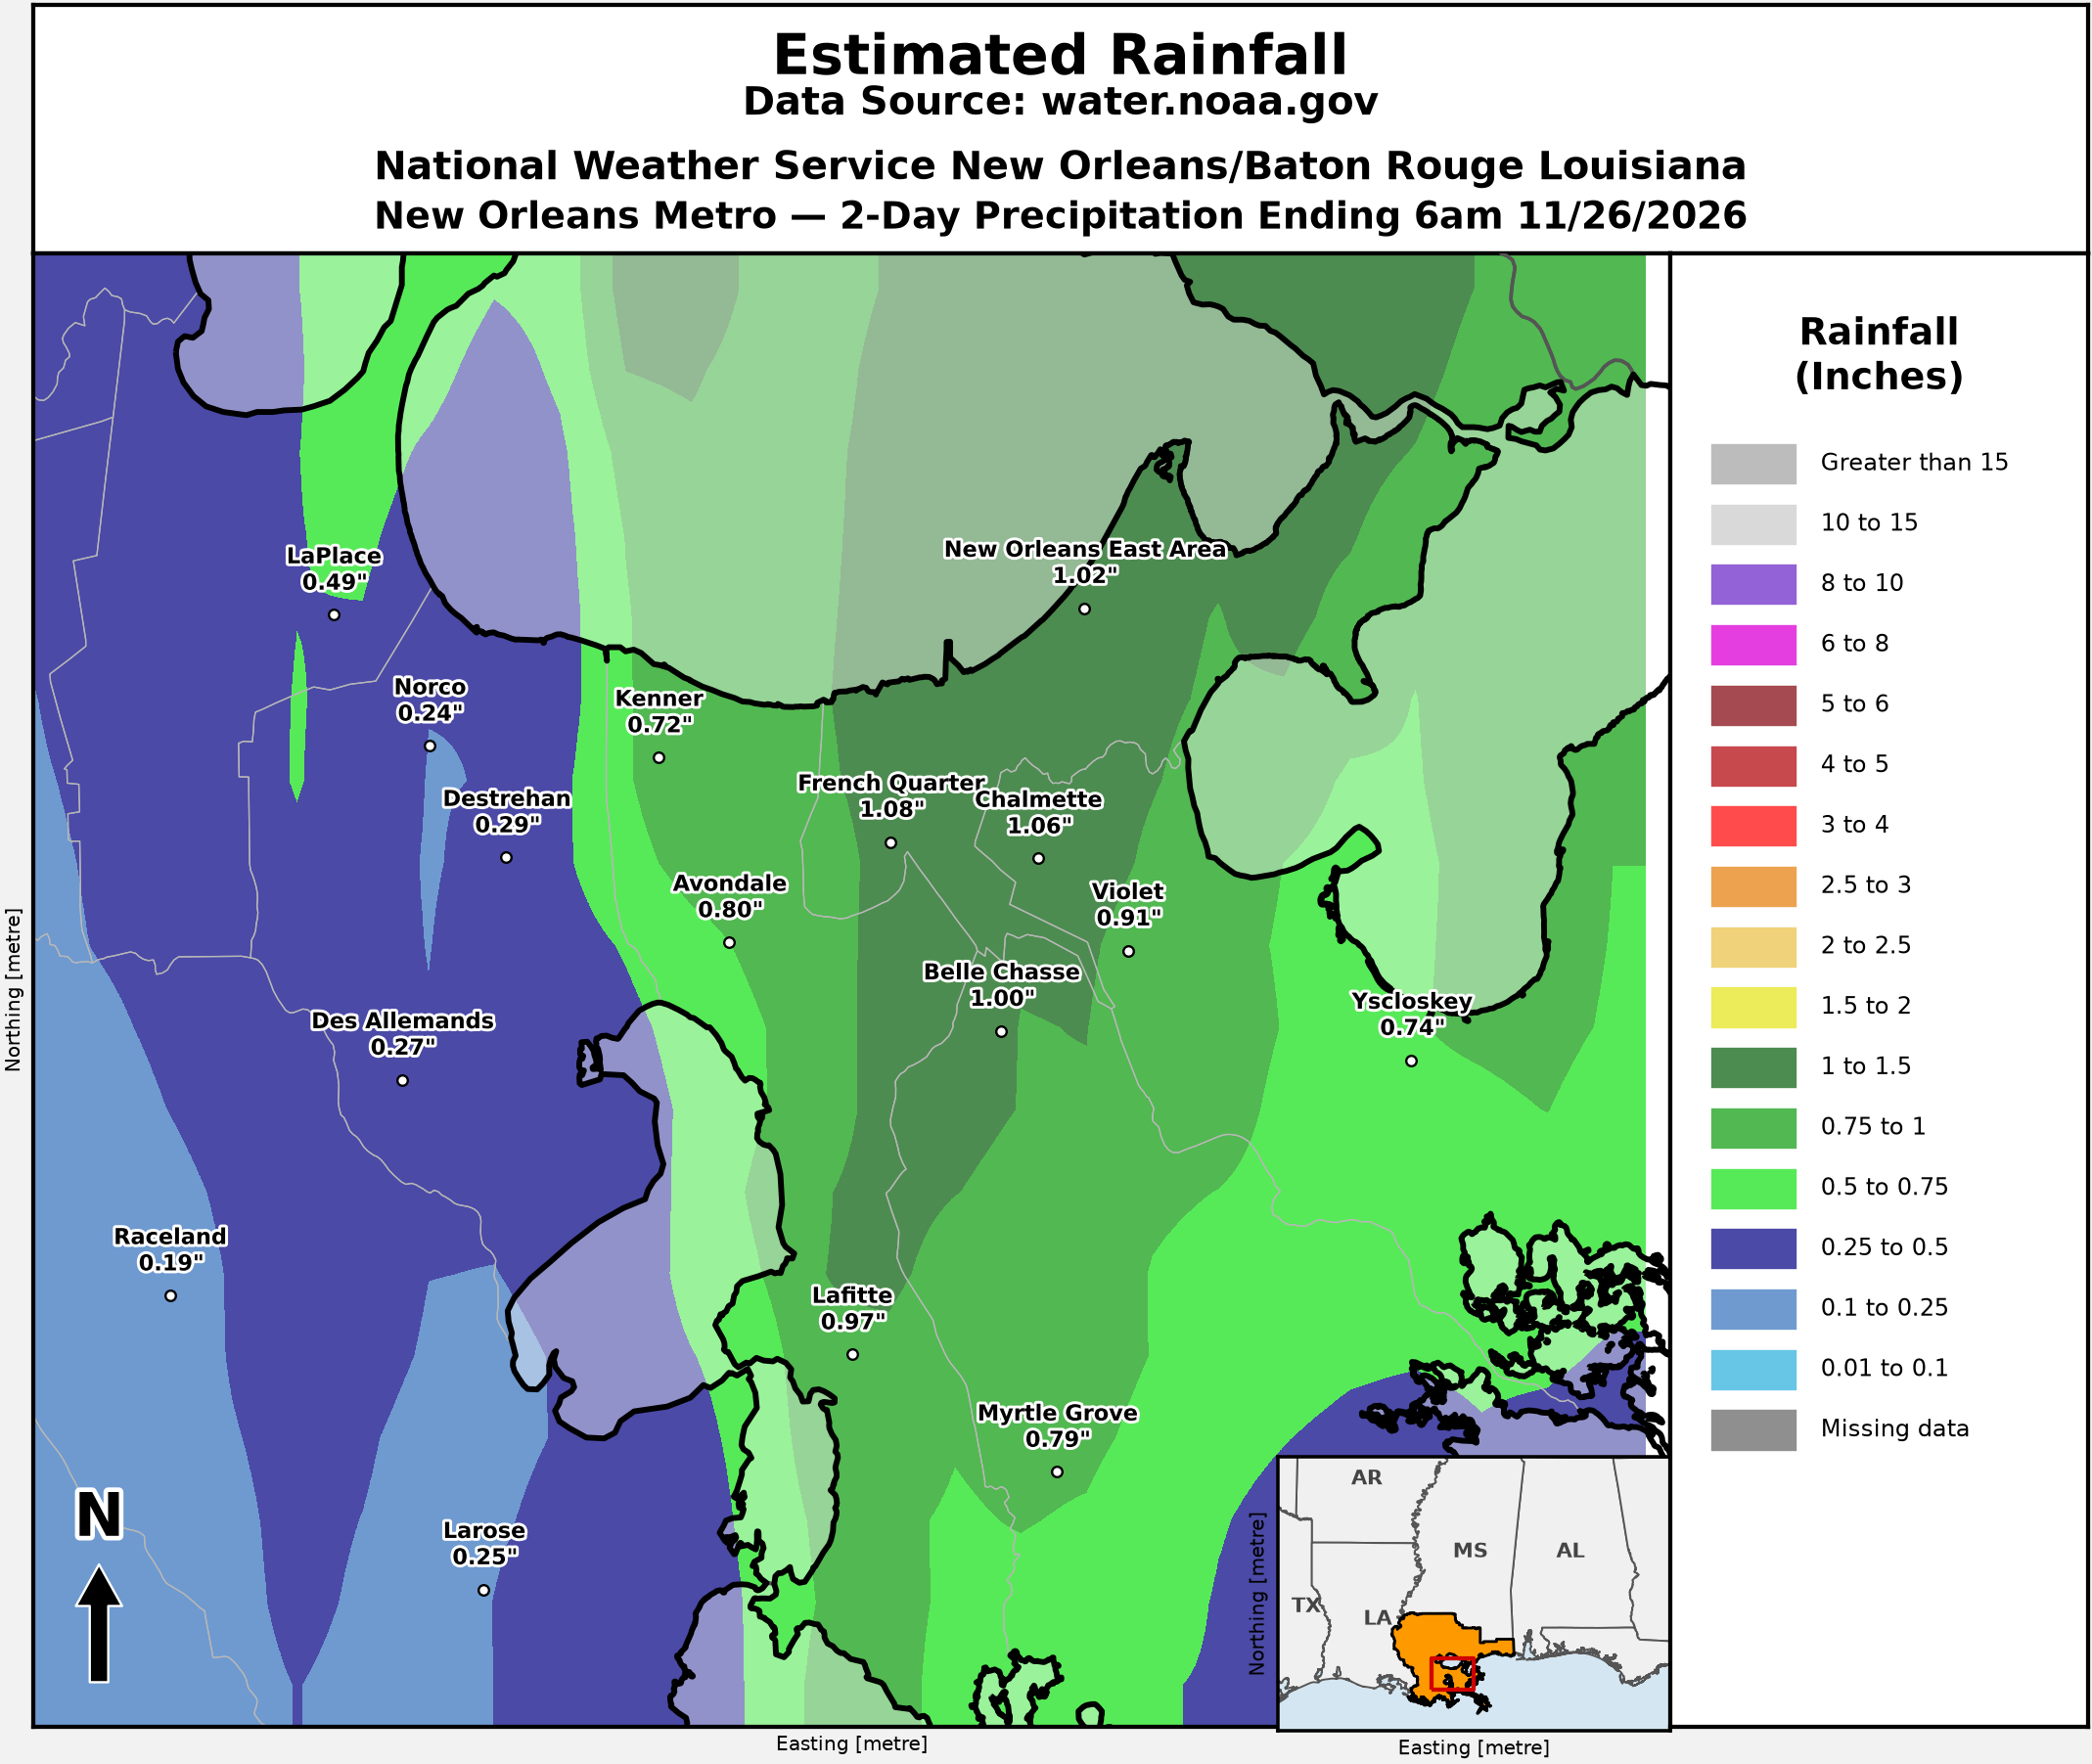 Estimated Rainfall
Data Source: water.noaa.gov
National Weather Service New Orleans/Baton Rouge Louisiana
New Orleans Metro — 2-Day Precipitation Ending 6am 11/26/2026
Rainfall
(Inches)
Greater than 15
10 to 15
8 to 10
6 to 8
5 to 6
4 to 5
3 to 4
2.5 to 3
2 to 2.5
1.5 to 2
1 to 1.5
0.75 to 1
0.5 to 0.75
0.25 to 0.5
0.1 to 0.25
0.01 to 0.1
Missing data
New Orleans East Area
1.02"
LaPlace
0.49"
Norco
0.24"
Kenner
0.72"
French Quarter
1.08"
Chalmette
1.06"
Destrehan
0.29"
Avondale
0.80"
Violet
0.91"
Belle Chasse
1.00"
Yscloskey
0.74"
Des Allemands
0.27"
Raceland
0.19"
Lafitte
0.97"
Myrtle Grove
0.79"
Larose
0.25"
N
AR
MS
AL
TX
LA
Northing [metre]
Easting [metre]
Northing [metre]
Easting [metre]